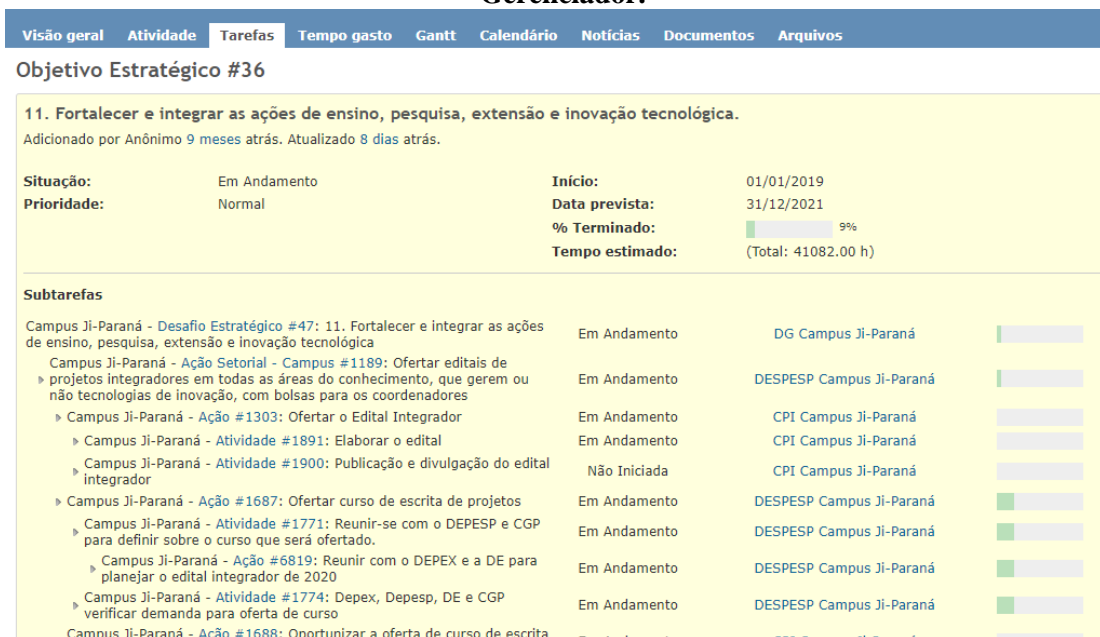 Gerenciador.
Visão geral Atividade Tarefas Tempo gasto Gantt Calendário Notícias Documentos Arquivos
Objetivo Estratégico #36
11. Fortalecer e integrar as ações de ensino, pesquisa, extensão e inovação tecnológica.
Adicionado por Anônimo 9 meses atrás. Atualizado 8 dias atrás.
Situação: Em Andamento Início: 01/01/2019
Prioridade: Normal Data prevista: 31/12/2021
% Terminado: 9%
Tempo estimado: (Total: 41082.00 h)
Subtarefas
Campus Ji-Paraná - Desafio Estratégico #47: 11. Fortalecer e integrar as ações
de ensino, pesquisa, extensão e inovação tecnológica Em Andamento DG Campus Ji-Paraná
Campus Ji-Paraná - Ação Setorial - Campus #1189: Ofertar editais de
projetos integradores em todas as áreas do conhecimento, que gerem ou Em Andamento DESPESP Campus Ji-Paraná
não tecnologias de inovação, com bolsas para os coordenadores
Campus Ji-Paraná - Ação #1303: Ofertar o Edital Integrador Em Andamento CPI Campus Ji-Paraná
Campus Ji-Paraná - Atividade #1891: Elaborar o edital Em Andamento CPI Campus Ji-Paraná
Campus Ji-Paraná - Atividade #1900: Publicação e divulgação do edital
integrador Não Iniciada CPI Campus Ji-Paraná
Campus Ji-Paraná - Ação #1687: Ofertar curso de escrita de projetos Em Andamento DESPESP Campus Ji-Paraná
Campus Ji-Paraná - Atividade #1771: Reunir-se com o DEPESP e CGP
para definir sobre o curso que será ofertado. Em Andamento DESPESP Campus Ji-Paraná
Campus Ji-Paraná - Ação #6819: Reunir com o DEPEX e a DE para
planejar o edital integrador de 2020 Em Andamento DESPESP Campus Ji-Paraná
Campus Ji-Paraná - Atividade #1774: Depex, Depesp, DE e CGP
verificar demanda para oferta de curso Em Andamento DESPESP Campus Ji-Paraná
Campus Ji-Paraná - Ação #1688: Oportunizar a oferta de curso de escrita